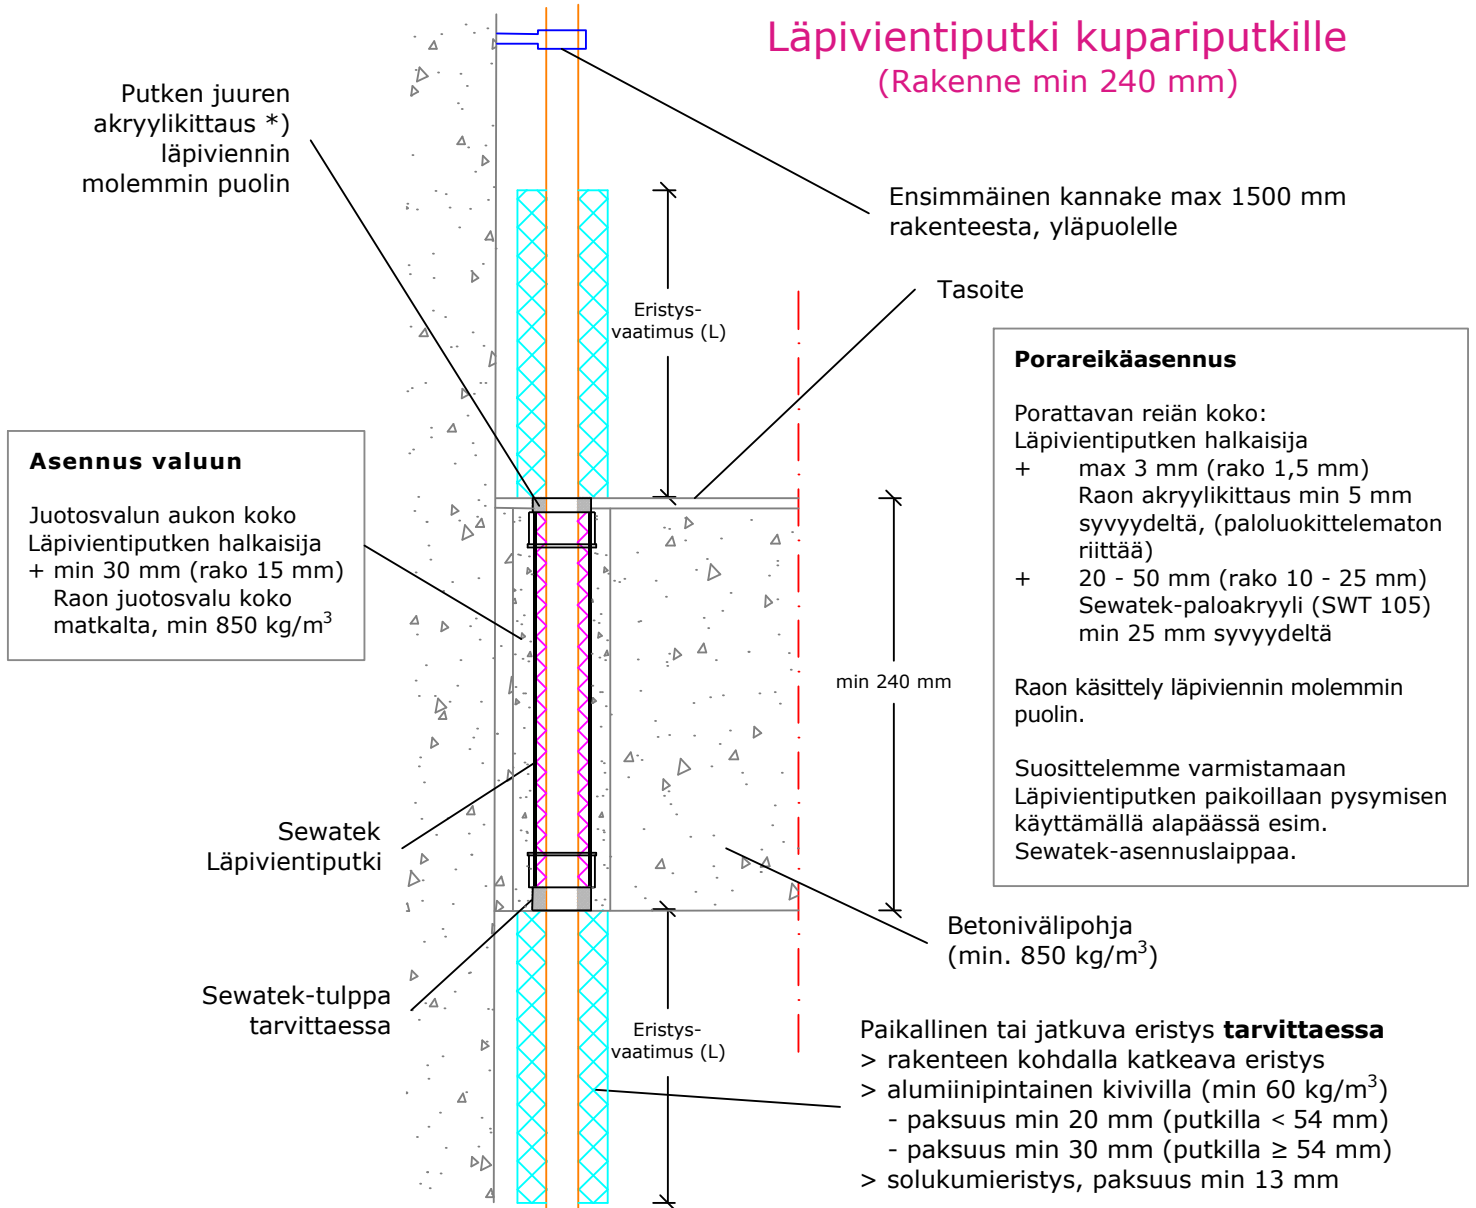 Läpivientiputki kupariputkille
(Rakenne min 240 mm)
Putken juuren
akryylikittaus *)
läpiviennin
molemmin puolin
Ensimmäinen kannake max 1500 mm
rakenteesta, yläpuolelle
Tasoite
Eristys-
vaatimus (L)
Porareikäasennus
Porattavan reiän koko:
Läpivientiputken halkaisija
+ max 3 mm (rako 1,5 mm)
Raon akryylikittaus min 5 mm
syvyydeltä, (paloluokittelematon
riittää)
+ 20 - 50 mm (rako 10 - 25 mm)
Sewatek-paloakryyli (SWT 105)
min 25 mm syvyydeltä
Raon käsittely läpiviennin molemmin
puolin.
Suosittelemme varmistamaan
Läpivientiputken paikoillaan pysymisen
käyttämällä alapäässä esim.
Sewatek-asennuslaippaa.
Asennus valuun
Juotosvalun aukon koko
Läpivientiputken halkaisija
+ min 30 mm (rako 15 mm)
Raon juotosvalu koko
matkalta, min 850 kg/m³
min 240 mm
Sewatek
Läpivientiputki
Betonivälipohja
(min. 850 kg/m³)
Sewatek-tulppa
tarvittaessa
Eristys-
vaatimus (L)
Paikallinen tai jatkuva eristys tarvittaessa
> rakenteen kohdalla katkeava eristys
> alumiinipintainen kivivilla (min 60 kg/m³)
- paksuus min 20 mm (putkilla < 54 mm)
- paksuus min 30 mm (putkilla ≥ 54 mm)
> solukumieristys, paksuus min 13 mm